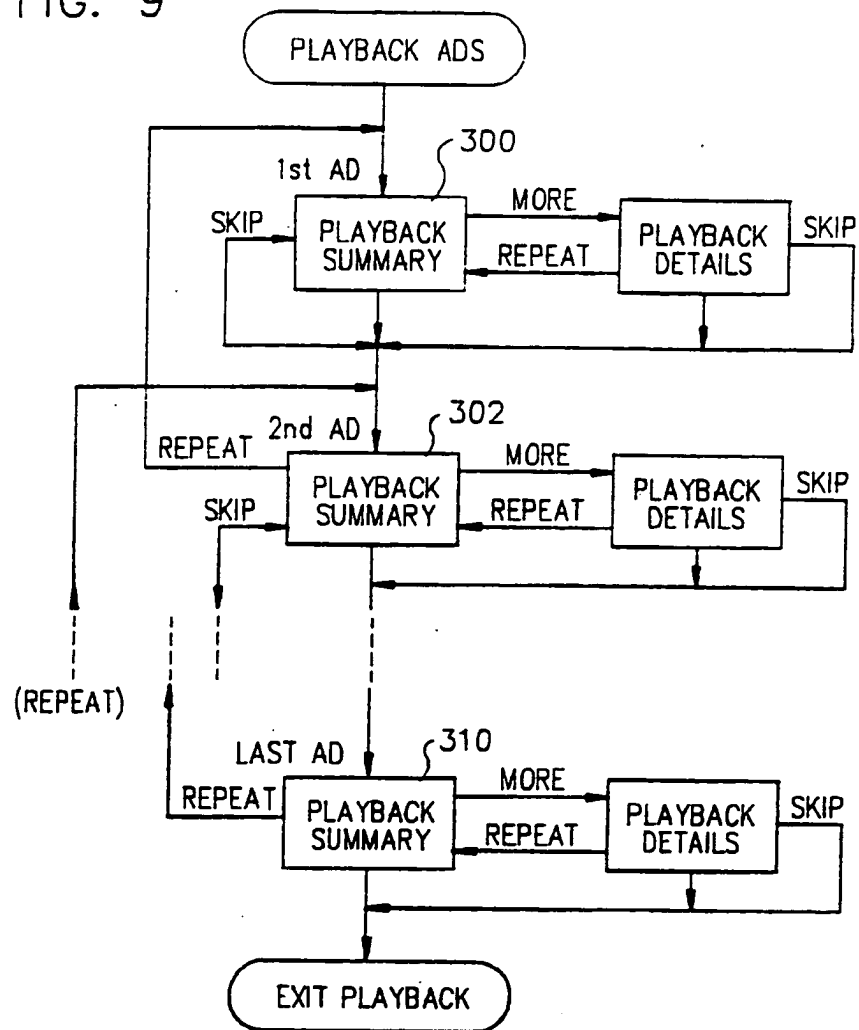 FIG. 9
PLAYBACK ADS
300
1st AD
MORE
SKIP
PLAYBACK
SUMMARY
REPEAT
PLAYBACK
DETAILS
SKIP
302
2nd AD
REPEAT
MORE
SKIP
PLAYBACK
SUMMARY
REPEAT
PLAYBACK
DETAILS
SKIP
(REPEAT)
310
LAST AD
REPEAT
MORE
PLAYBACK
SUMMARY
REPEAT
PLAYBACK
DETAILS
SKIP
EXIT PLAYBACK